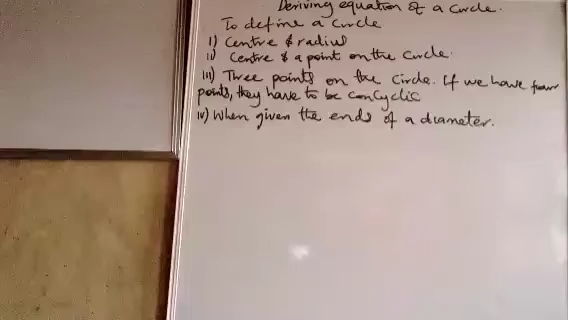 Deriving equation of a circle.
To define a circle
i) Centre & radius
ii) Centre & a point on the circle.
iii) Three points on the circle. If we have four
points, they have to be concyclic
iv) When given the ends of a diameter.